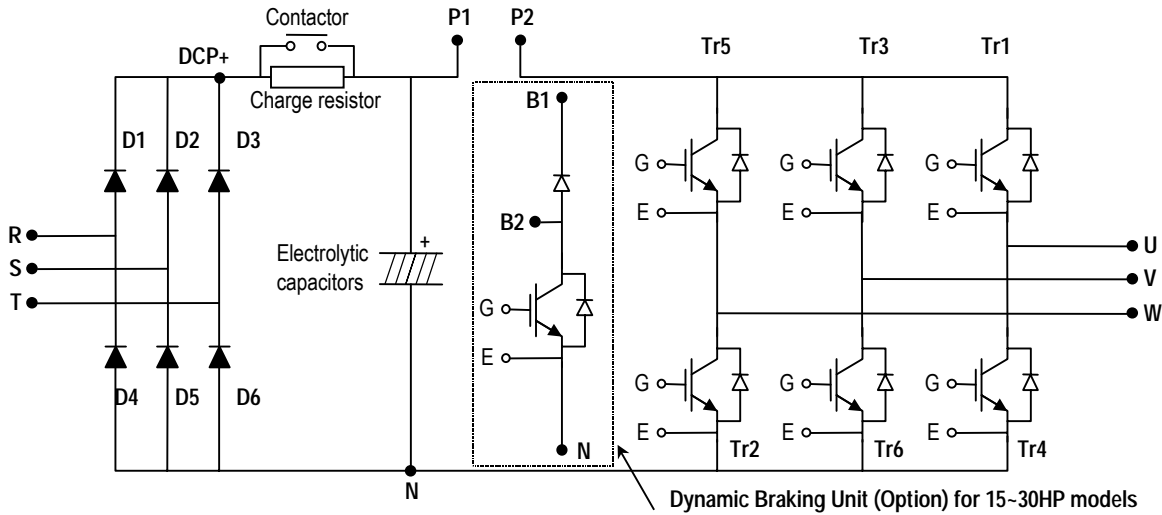 Contactor
P1
P2
Tr5
Tr3
Tr1
DCP+
Charge resistor
B1
D1
D2
D3
G
G
G
B2
E
E
E
R
S
T
Electrolytic
capacitors
+
U
V
W
G
E
D4
D5
D6
G
G
G
E
E
E
N
Tr2
Tr6
Tr4
N
Dynamic Braking Unit (Option) for 15~30HP models